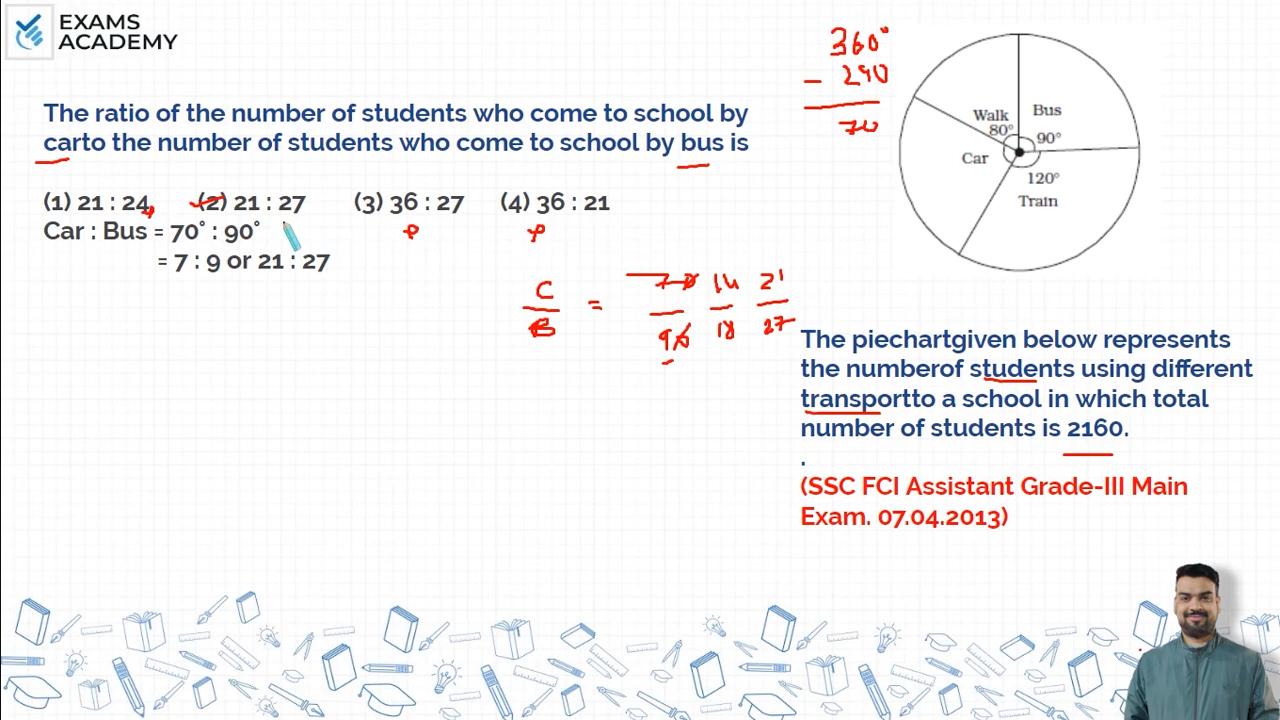 EXAMS
ACADEMY
The ratio of the number of students who come to school by
carto the number of students who come to school by bus is
(1) 21 : 24 (2) 21 : 27 (3) 36 : 27 (4) 36 : 21
Car : Bus = 70° : 90°
= 7 : 9 or 21 : 27
C 70 14 21
B = 90 18 27
360°
- 290
70
Walk Bus
80° 90°
Car
120°
Train
The piechartgiven below represents
the numberof students using different
transportto a school in which total
number of students is 2160.
.
(SSC FCI Assistant Grade-III Main
Exam. 07.04.2013)